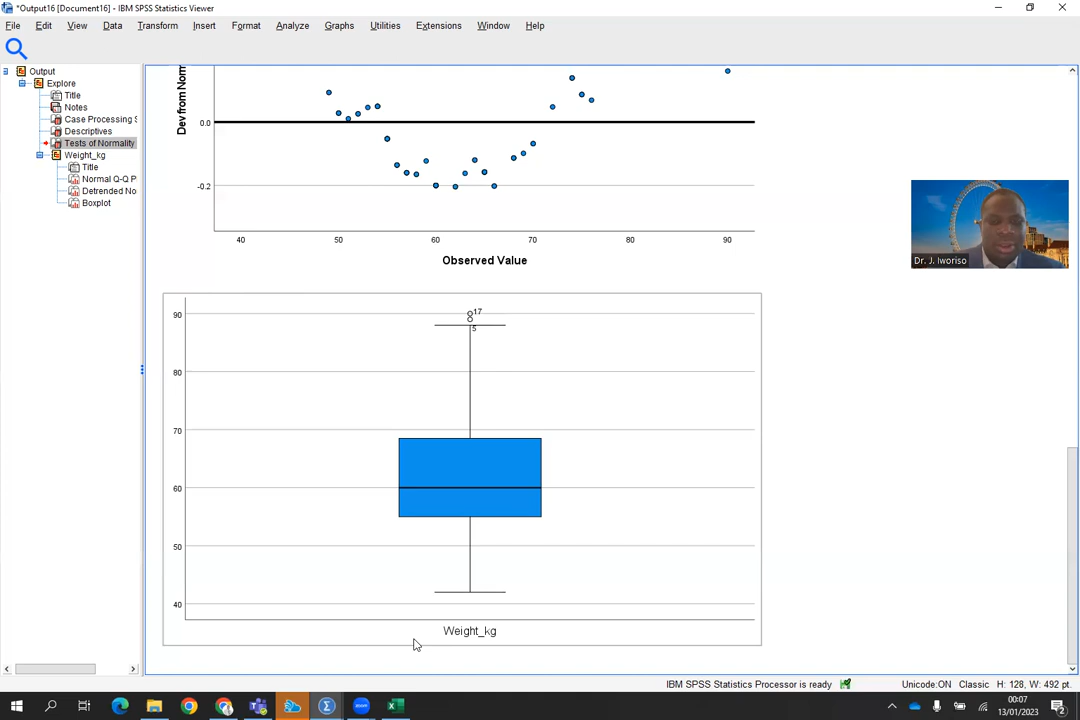 *Output16 [Document16] - IBM SPSS Statistics Viewer
File Edit View Data Transform Insert Format Analyze Graphs Utilities Extensions Window Help
Output
Explore
Title
Notes
Case Processing S
Descriptives
Tests of Normality
Weight_kg
Title
Normal Q-Q P
Detrended No
Boxplot
Dev from Norm
0.0
-0.2
40 50 60 70 80 90
Observed Value
Dr. J. Iworiso
90
80
70
60
50
40
17
5
Weight_kg
IBM SPSS Statistics Processor is ready Unicode:ON Classic H: 128, W: 492 pt.
00:07
13/01/2023
2